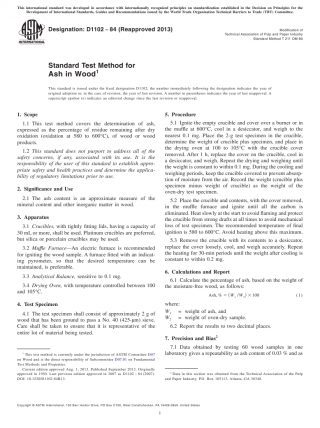 This international standard was developed in accordance with internationally recognized principles on standardization established in the Decision on Principles for the
Development of International Standards, Guides and Recommendations issued by the World Trade Organization Technical Barriers to Trade (TBT) Committee.
Designation: D1102 − 84 (Reapproved 2013)
Modification of
Technical Association of Pulp and Paper Industry
Standard Method T 211 OM-85
INTERNATIONAL
Standard Test Method for
Ash in Wood1
This standard is issued under the fixed designation D1102; the number immediately following the designation indicates the year of
original adoption or, in the case of revision, the year of last revision. A number in parentheses indicates the year of last reapproval. A
superscript epsilon (ε) indicates an editorial change since the last revision or reapproval.
1. Scope
1.1 This test method covers the determination of ash,
expressed as the percentage of residue remaining after dry
oxidation (oxidation at 580 to 600°C), of wood or wood
products.
1.2 This standard does not purport to address all of the
safety concerns, if any, associated with its use. It is the
responsibility of the user of this standard to establish appro-
priate safety and health practices and determine the applica-
bility of regulatory limitations prior to use.
2. Significance and Use
2.1 The ash content is an approximate measure of the
mineral content and other inorganic matter in wood.
3. Apparatus
3.1 Crucibles, with tightly fitting lids, having a capacity of
30 mL or more, shall be used. Platinum crucibles are preferred,
but silica or porcelain crucibles may be used.
3.2 Muffle Furnace—An electric furnace is recommended
for igniting the wood sample. A furnace fitted with an indicat-
ing pyrometer, so that the desired temperature can be
maintained, is preferable.
3.3 Analytical Balance, sensitive to 0.1 mg.
3.4 Drying Oven, with temperature controlled between 100
and 105°C.
4. Test Specimen
4.1 The test specimen shall consist of approximately 2 g of
wood that has been ground to pass a No. 40 (425-µm) sieve.
Care shall be taken to ensure that it is representative of the
entire lot of material being tested.
1 This test method is currently under the jurisdiction of ASTM Committee D07
on Wood and is the direct responsibility of Subcommittee D07.01 on Fundamental
Test Methods and Properties.
Current edition approved Aug. 1, 2013. Published September 2013. Originally
approved in 1950. Last previous edition approved in 2007 as D1102 – 84 (2007).
DOI: 10.1520/D1102-84R13.
5. Procedure
5.1 Ignite the empty crucible and cover over a burner or in
the muffle at 600°C, cool in a desiccator, and weigh to the
nearest 0.1 mg. Place the 2-g test specimen in the crucible,
determine the weight of crucible plus specimen, and place in
the drying oven at 100 to 105°C with the crucible cover
removed. After 1 h, replace the cover on the crucible, cool in
a desiccator, and weigh. Repeat the drying and weighing until
the weight is constant to within 0.1 mg. During the cooling and
weighing periods, keep the crucible covered to prevent absorp-
tion of moisture from the air. Record the weight (crucible plus
specimen minus weight of crucible) as the weight of the
oven-dry test specimen.
5.2 Place the crucible and contents, with the cover removed,
in the muffle furnace and ignite until all the carbon is
eliminated. Heat slowly at the start to avoid flaming and protect
the crucible from strong drafts at all times to avoid mechanical
loss of test specimen. The recommended temperature of final
ignition is 580 to 600°C. Avoid heating above this maximum.
5.3 Remove the crucible with its contents to a desiccator,
replace the cover loosely, cool, and weigh accurately. Repeat
the heating for 30-min periods until the weight after cooling is
constant to within 0.2 mg.
6. Calculations and Report
6.1 Calculate the percentage of ash, based on the weight of
the moisture-free wood, as follows:
Ash, % = (W1/W2) × 100 (1)
where:
W1 = weight of ash, and
W2 = weight of oven-dry sample.
6.2 Report the results to two decimal places.
7. Precision and Bias2
7.1 Data obtained by testing 60 wood samples in one
laboratory gives a repeatability as ash content of 0.03 % and as
2 Data in this section was obtained from the Technical Association of the Pulp
and Paper Industry, P.O. Box 105113, Atlanta, GA 30348.
Copyright © ASTM International, 100 Barr Harbor Drive, PO Box C700, West Conshohocken, PA 19428-2959. United States
1